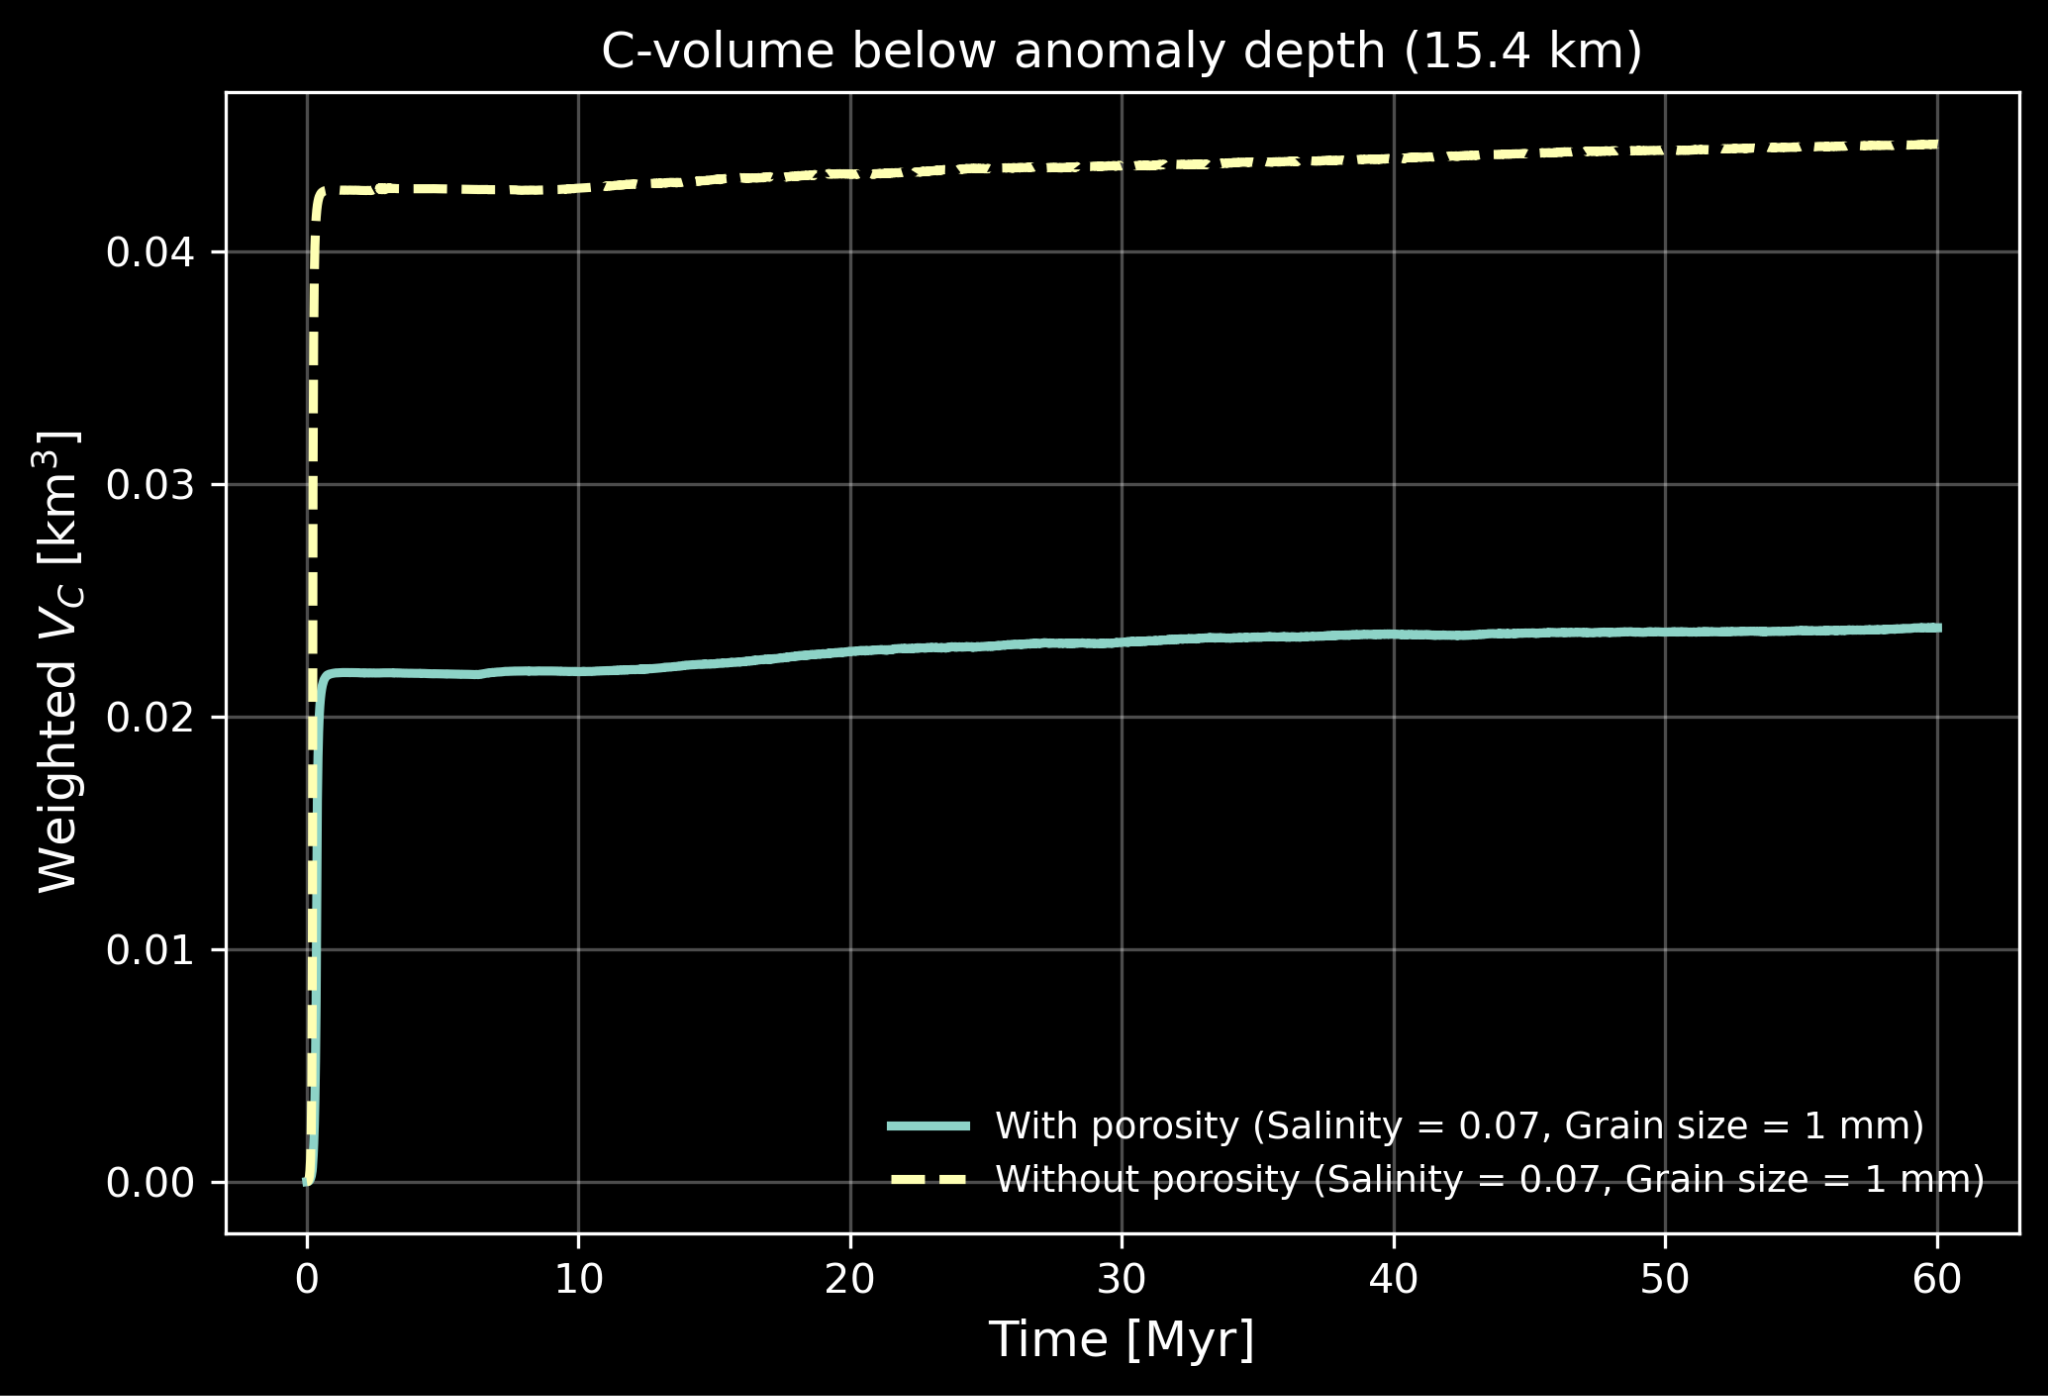 C-volume below anomaly depth (15.4 km)
Weighted V_C [km³]
0.04
0.03
0.02
0.01
0.00
With porosity (Salinity = 0.07, Grain size = 1 mm)
Without porosity (Salinity = 0.07, Grain size = 1 mm)
0 10 20 30 40 50 60
Time [Myr]